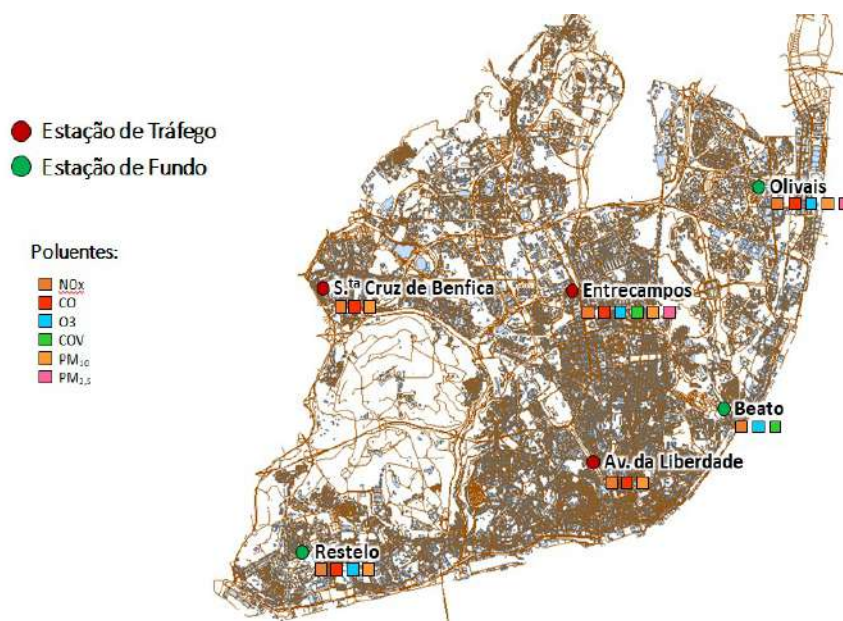 Estação de Tráfego
Estação de Fundo
Poluentes:
NOx
CO
O3
COV
PM10
PM2,5
Olivais
S.ta Cruz de Benfica
Entrecampos
Beato
Av. da Liberdade
Restelo